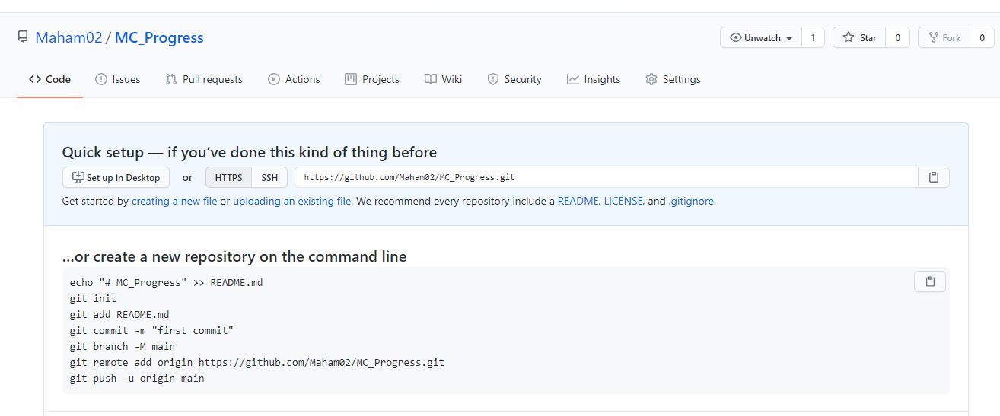 Maham02 / MC_Progress
Unwatch 1 Star 0 Fork 0
Code Issues Pull requests Actions Projects Wiki Security Insights Settings
Quick setup — if you’ve done this kind of thing before
Set up in Desktop or HTTPS SSH https://github.com/Maham02/MC_Progress.git
Get started by creating a new file or uploading an existing file. We recommend every repository include a README, LICENSE, and .gitignore.
…or create a new repository on the command line
echo "# MC_Progress" >> README.md
git init
git add README.md
git commit -m "first commit"
git branch -M main
git remote add origin https://github.com/Maham02/MC_Progress.git
git push -u origin main